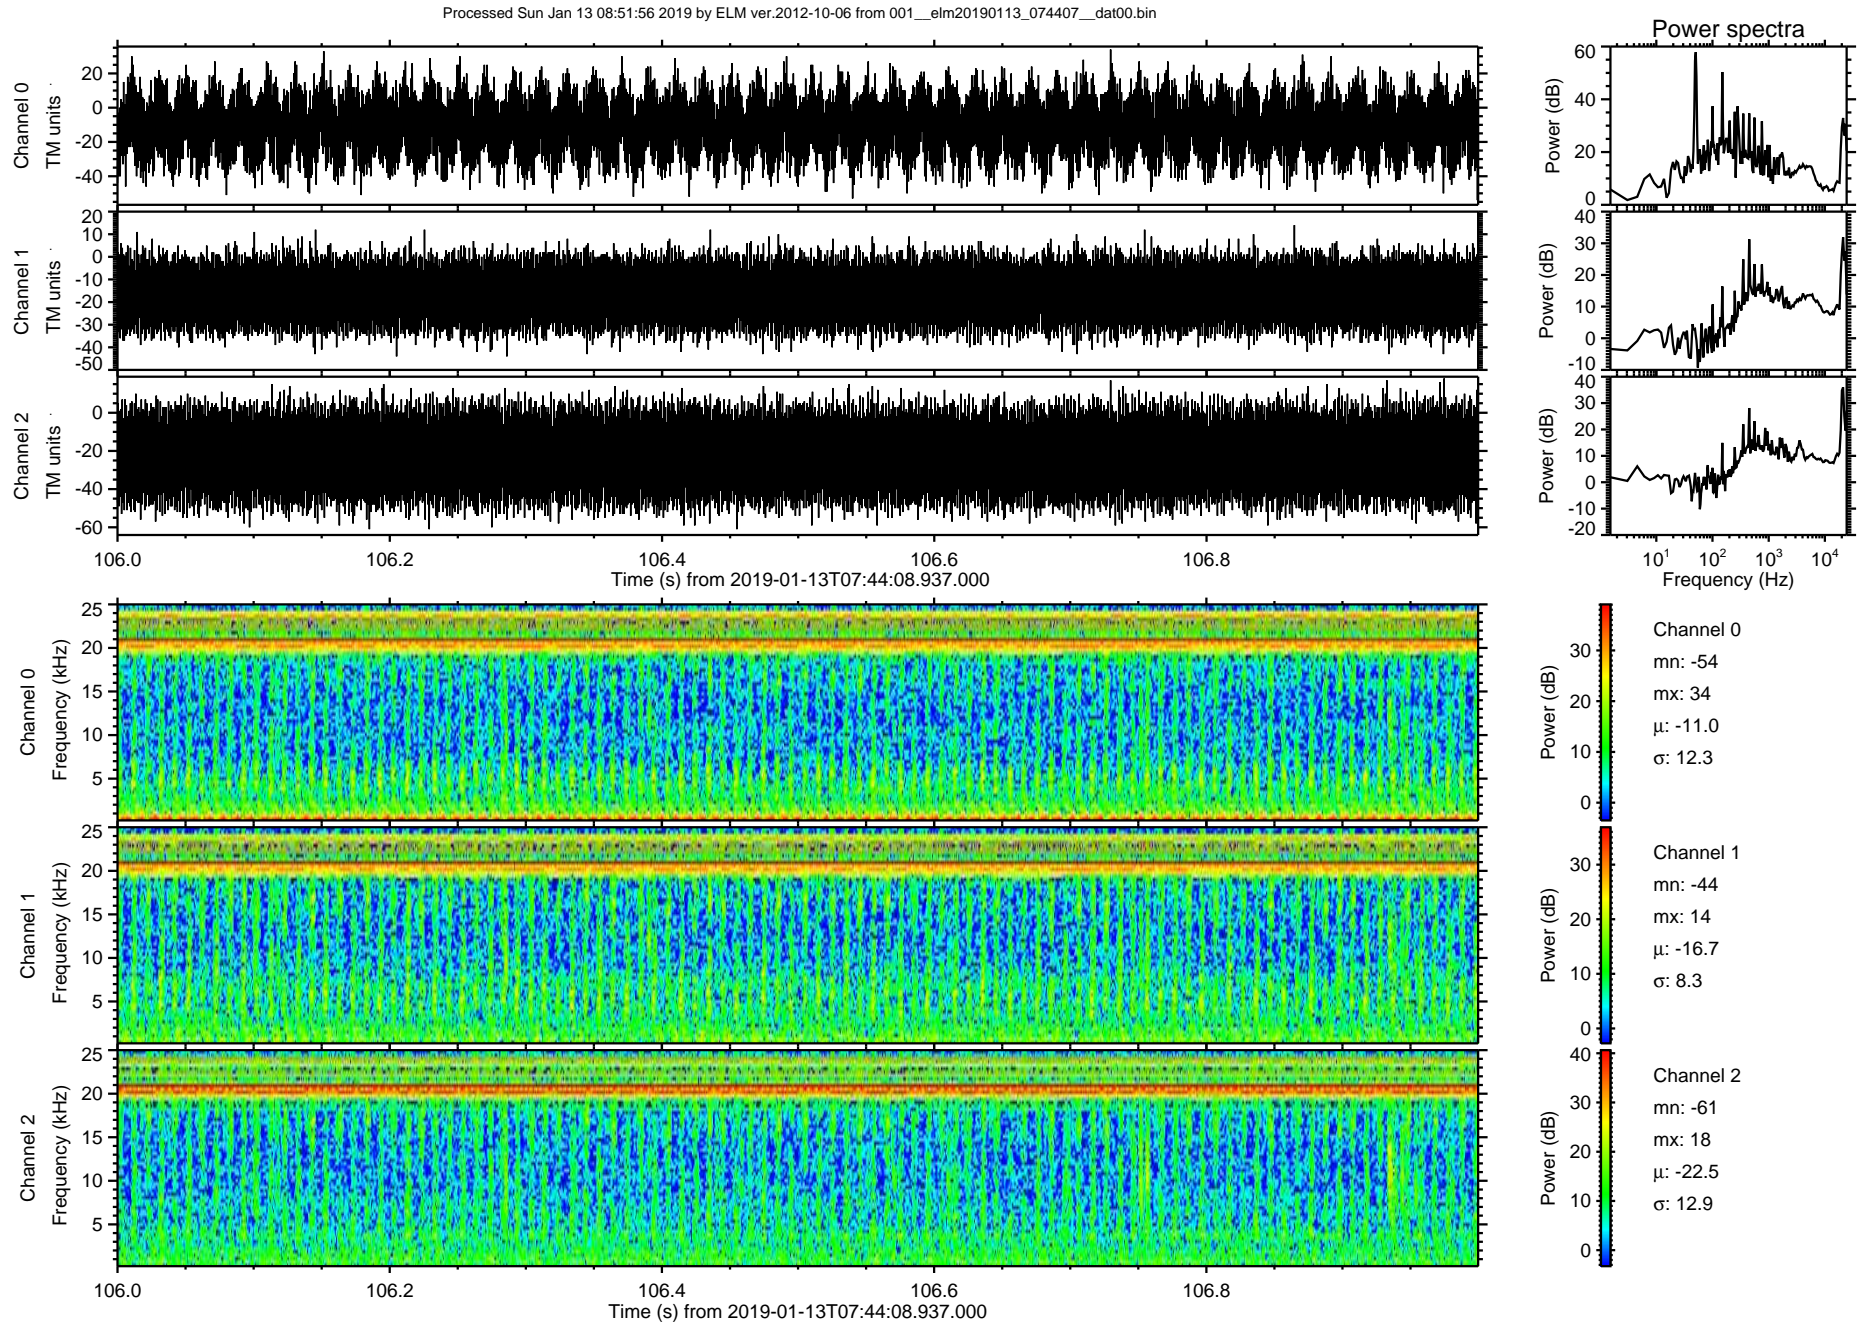 Processed Sun Jan 13 08:51:56 2019 by ELM ver.2012-10-06 from 001__elm20190113_074407__dat00.bin
Power spectra
Channel 0
TM units
20
0
-20
-40
Power (dB)
60
40
20
0
Channel 1
TM units
20
10
0
-10
-20
-30
-40
-50
Power (dB)
40
30
20
10
0
-10
Channel 2
TM units
0
-20
-40
-60
Power (dB)
40
30
20
10
0
-10
-20
106.0 106.2 106.4 106.6 106.8
Time (s) from 2019-01-13T07:44:08.937.000
10^1 10^2 10^3 10^4
Frequency (Hz)
Channel 0
Frequency (kHz)
25
20
15
10
5
Power (dB)
30
20
10
0
Channel 0
mn: -54
mx: 34
μ: -11.0
σ: 12.3
Channel 1
Frequency (kHz)
25
20
15
10
5
Power (dB)
30
20
10
0
Channel 1
mn: -44
mx: 14
μ: -16.7
σ: 8.3
Channel 2
Frequency (kHz)
25
20
15
10
5
Power (dB)
40
30
20
10
0
Channel 2
mn: -61
mx: 18
μ: -22.5
σ: 12.9
106.0 106.2 106.4 106.6 106.8
Time (s) from 2019-01-13T07:44:08.937.000